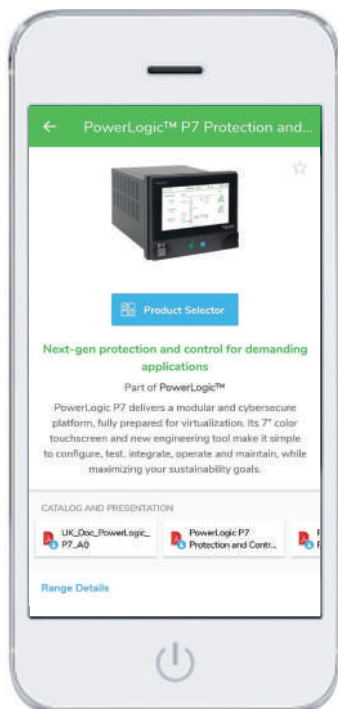 PowerLogic™ P7 Protection and...
Product Selector
Next-gen protection and control for demanding
applications
Part of PowerLogic™
PowerLogic P7 delivers a modular and cybersecure
platform, fully prepared for virtualization. Its 7" color
touchscreen and new engineering tool make it simple
to configure, test, integrate, operate and maintain, while
maximizing your sustainability goals.
CATALOG AND PRESENTATION
UK_Doc_PowerLogic_
P7_A0
PowerLogic P7
Protection and Contr...
Range Details